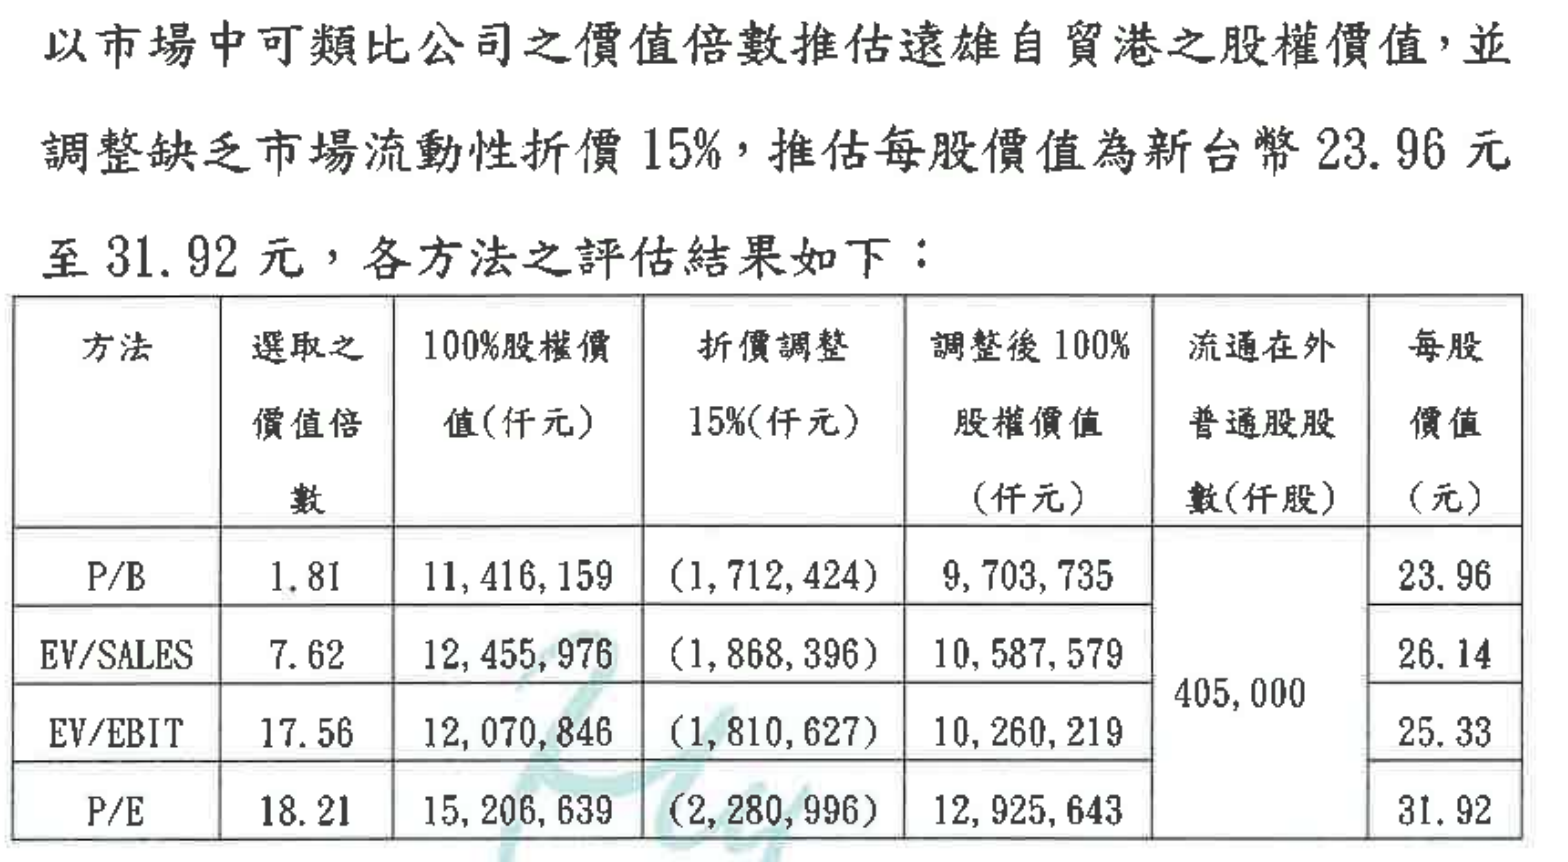 以市場中可類比公司之價值倍數推估遠雄自貿港之股權價值，並
調整缺乏市場流動性折價 15%，推估每股價值為新台幣 23.96 元
至 31.92 元，各方法之評估結果如下：
方法 選取之 100%股權價 折價調整 調整後 100% 流通在外 每股
價值倍 值(仟元) 15%(仟元) 股權價值 普通股股 價值
數 (仟元) 數(仟股) (元)
P/B 1.81 11,416,159 (1,712,424) 9,703,735 23.96
EV/SALES 7.62 12,455,976 (1,868,396) 10,587,579 26.14
405,000
EV/EBIT 17.56 12,070,846 (1,810,627) 10,260,219 25.33
P/E 18.21 15,206,639 (2,280,996) 12,925,643 31.92